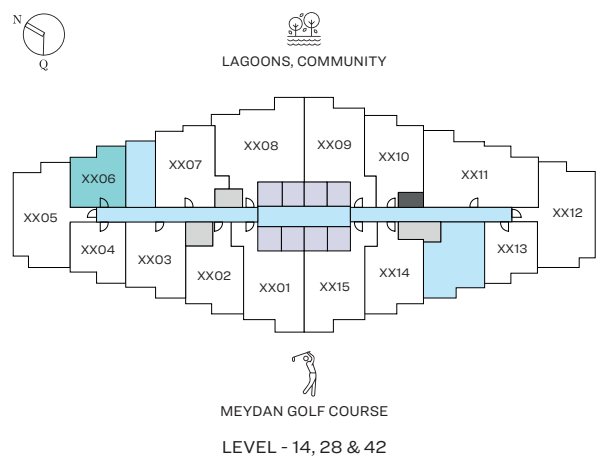 N
Q
LAGOONS, COMMUNITY
XX08
XX09
XX07
XX10
XX06
XX11
XX05
XX12
XX04
XX03
XX02
XX01
XX15
XX14
XX13
MEYDAN GOLF COURSE
LEVEL - 14, 28 & 42